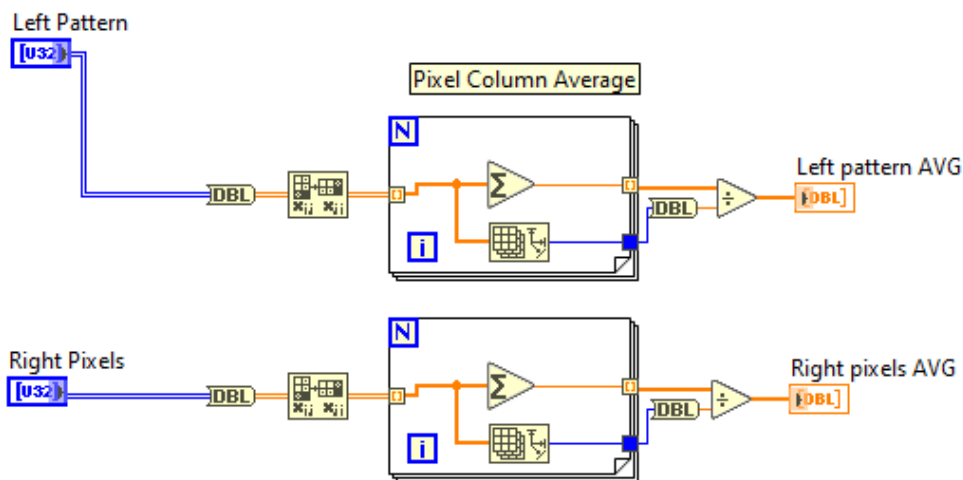 Left Pattern
[U32]
Pixel Column Average
N
DBL
Σ
i
DBL
÷
Left pattern AVG
DBL]
Right Pixels
[U32]
N
DBL
Σ
i
DBL
÷
Right pixels AVG
DBL]